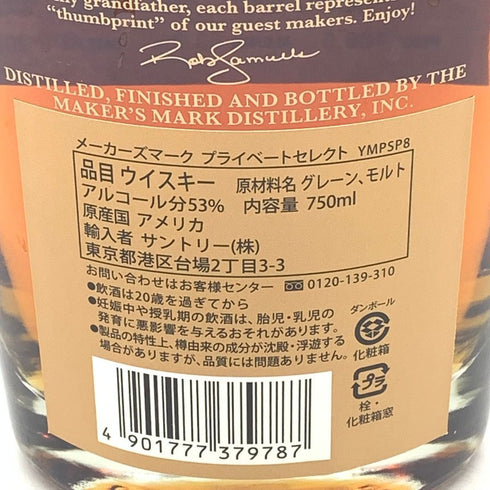 my grandfather, each barrel represents
"thumbprint" of our guest makers. Enjoy!
Rob Samuels
DISTILLED, FINISHED AND BOTTLED BY THE
MAKER'S MARK DISTILLERY, INC.
メーカーズマーク プライベートセレクト YMPSP8
品目 ウイスキー 原材料名 グレーン、モルト
アルコール分53% 内容量 750ml
原産国 アメリカ
輸入者 サントリー(株)
東京都港区台場2丁目3-3
お問い合わせはお客様センター 0120-139-310
●飲酒は20歳を過ぎてから
●妊娠中や授乳期の飲酒は、胎児・乳児の
発育に悪影響を与えるおそれがあります。
●製品の特性上、樽由来の成分が沈殿・浮遊する
場合がありますが、品質には問題ありません。
ダンボール
化粧箱
プラ
栓・
化粧箱窓
4 901777 379787